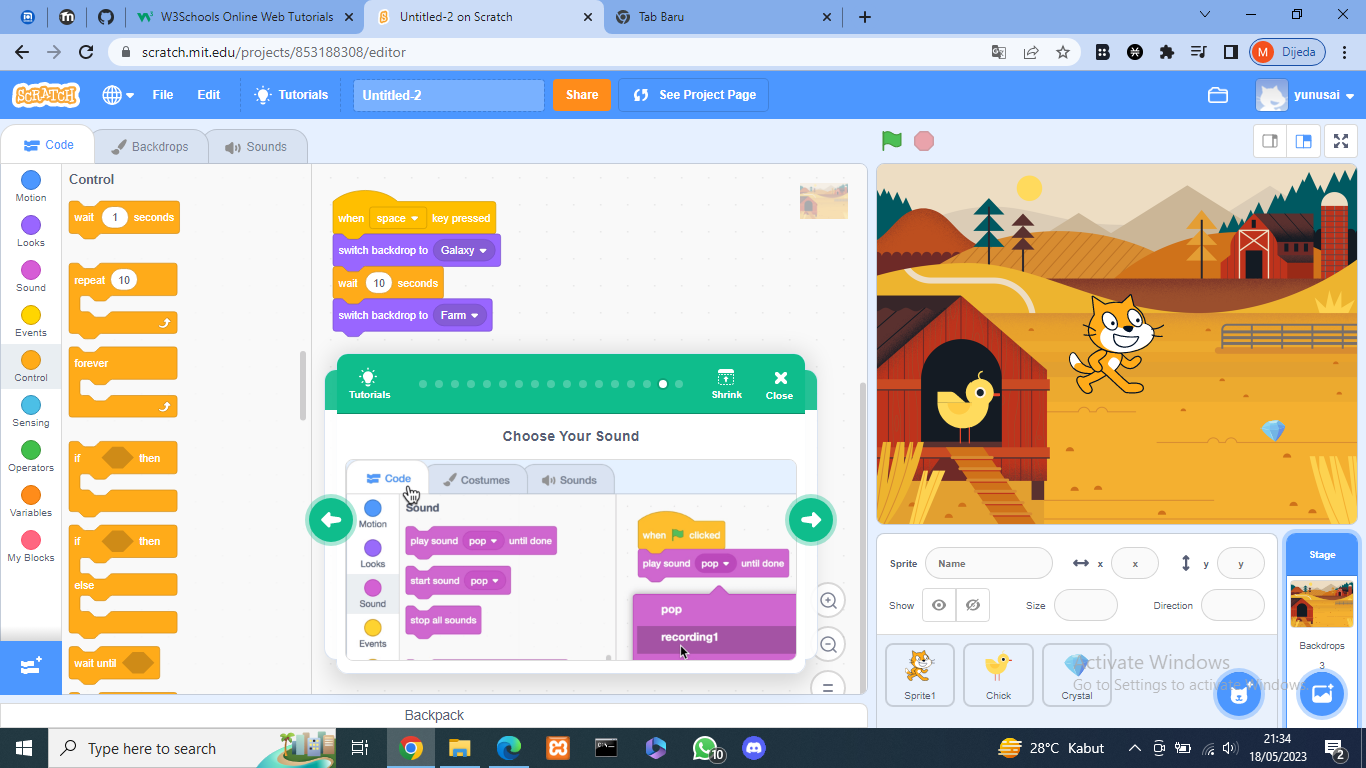 W3Schools Online Web Tutorials
Untitled-2 on Scratch
Tab Baru
scratch.mit.edu/projects/853188308/editor
M
Dijeda
SCRATCH
File
Edit
Tutorials
Untitled-2
Share
See Project Page
yunusai
Code
Backdrops
Sounds
Motion
Looks
Sound
Events
Control
Sensing
Operators
Variables
My Blocks
Control
wait 1 seconds
repeat 10
forever
if then
if then
else
wait until
when space key pressed
switch backdrop to Galaxy
wait 10 seconds
switch backdrop to Farm
Tutorials
Shrink
Close
Choose Your Sound
Code
Costumes
Sounds
Motion
Looks
Sound
Events
Sound
play sound pop until done
start sound pop
stop all sounds
when clicked
play sound pop until done
pop
recording1
Backpack
Sprite
Name
x
x
y
y
Show
Size
Direction
Sprite1
Chick
Crystal
Stage
Backdrops
3
Activate Windows
Go to Settings to activate Windows.
Type here to search
10
28°C Kabut
21:34
18/05/2023
2